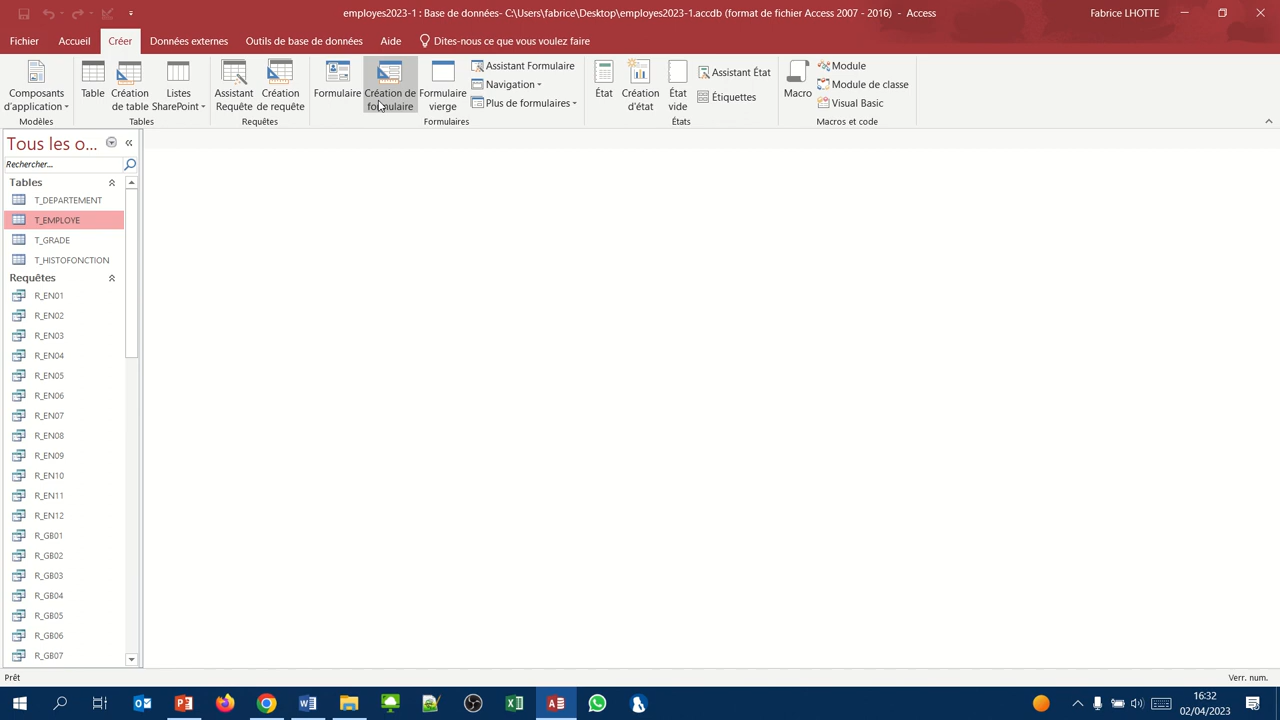 employes2023-1 : Base de données- C:\Users\fabrice\Desktop\employes2023-1.accdb (format de fichier Access 2007 - 2016) - Access
Fabrice LHOTTE
Fichier Accueil Créer Données externes Outils de base de données Aide Dites-nous ce que vous voulez faire
Composants d'application
Modèles
Table
Création de table
Listes SharePoint
Tables
Assistant Requête
Création de requête
Requêtes
Formulaire
Création de formulaire
Formulaire vierge
Assistant Formulaire
Navigation
Plus de formulaires
Formulaires
État
Création d'état
État vide
Assistant État
Étiquettes
États
Macro
Module
Module de classe
Visual Basic
Macros et code
Tous les o...
Rechercher...
Tables
T_DEPARTEMENT
T_EMPLOYE
T_GRADE
T_HISTOFONCTION
Requêtes
R_EN01
R_EN02
R_EN03
R_EN04
R_EN05
R_EN06
R_EN07
R_EN08
R_EN09
R_EN10
R_EN11
R_EN12
R_GB01
R_GB02
R_GB03
R_GB04
R_GB05
R_GB06
R_GB07
Prêt
Verr. num.
16:32
02/04/2023